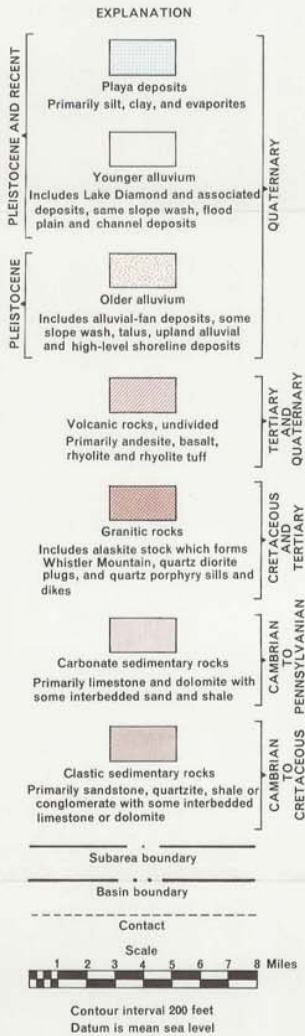 EXPLANATION
PLEISTOCENE AND RECENT
Playa deposits
Primarily silt, clay, and evaporites
Younger alluvium
Includes Lake Diamond and associated
deposits, same slope wash, flood
plain and channel deposits
QUATERNARY
PLEISTOCENE
Older alluvium
Includes alluvial-fan deposits, some
slope wash, talus, upland alluvial
and high-level shoreline deposits
Volcanic rocks, undivided
Primarily andesite, basalt,
rhyolite and rhyolite tuff
TERTIARY
AND
QUATERNARY
Granitic rocks
Includes alaskite stock which forms
Whistler Mountain, quartz diorite
plugs, and quartz porphyry sills and
dikes
CRETACEOUS
AND
TERTIARY
Carbonate sedimentary rocks
Primarily limestone and dolomite with
some interbedded sand and shale
CAMBRIAN
TO
PENNSYLVANIAN
Clastic sedimentary rocks
Primarily sandstone, quartzite, shale or
conglomerate with some interbedded
limestone or dolomite
CAMBRIAN
TO
CRETACEOUS
Subarea boundary
Basin boundary
Contact
Scale
1 2 3 4 5 6 7 8 Miles
Contour interval 200 feet
Datum is mean sea level